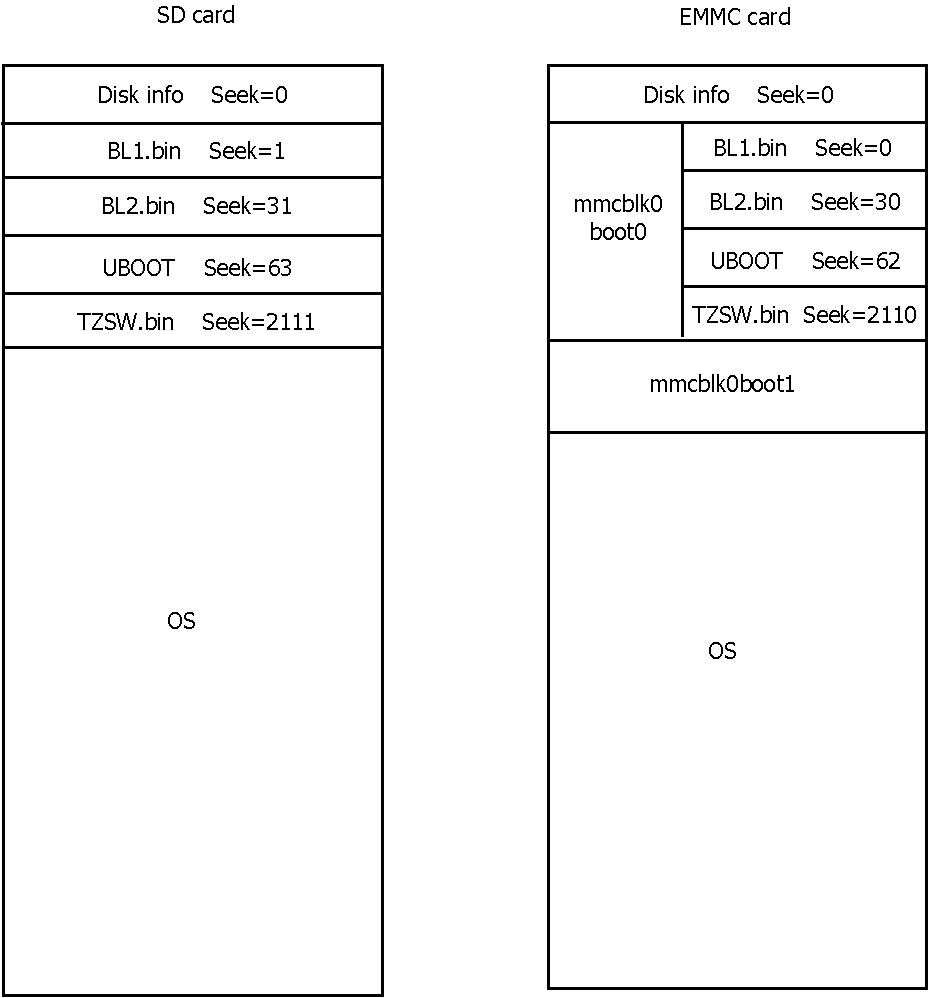 SD card
Disk info Seek=0
BL1.bin Seek=1
BL2.bin Seek=31
UBOOT Seek=63
TZSW.bin Seek=2111
OS
EMMC card
Disk info Seek=0
mmcblk0
boot0
BL1.bin Seek=0
BL2.bin Seek=30
UBOOT Seek=62
TZSW.bin Seek=2110
mmcblk0boot1
OS